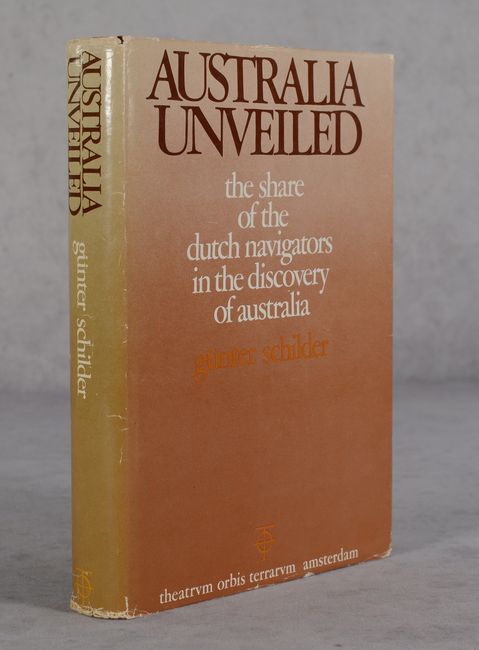 AUSTRALIA
UNVEILED
günter schilder
AUSTRALIA
UNVEILED
the share
of the
dutch navigators
in the discovery
of australia
günter schilder
theatrvm orbis terrarvm amsterdam